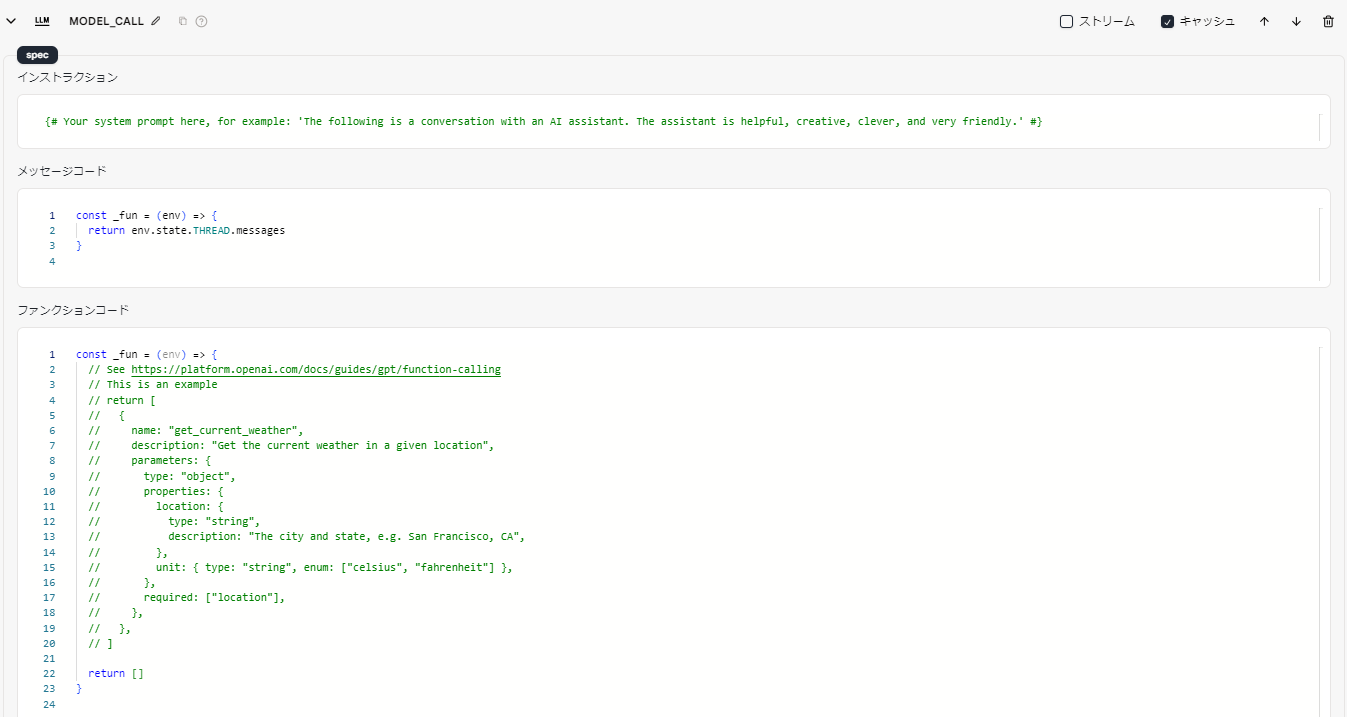 LLM MODEL_CALL ストリーム キャッシュ
spec
インストラクション
{# Your system prompt here, for example: 'The following is a conversation with an AI assistant. The assistant is helpful, creative, clever, and very friendly.' #}
メッセージコード
1 const _fun = (env) => {
2 return env.state.THREAD.messages
3 }
4
ファンクションコード
1 const _fun = (env) => {
2 // See https://platform.openai.com/docs/guides/gpt/function-calling
3 // This is an example
4 // return [
5 // {
6 // name: "get_current_weather",
7 // description: "Get the current weather in a given location",
8 // parameters: {
9 // type: "object",
10 // properties: {
11 // location: {
12 // type: "string",
13 // description: "The city and state, e.g. San Francisco, CA",
14 // },
15 // unit: { type: "string", enum: ["celsius", "fahrenheit"] },
16 // },
17 // required: ["location"],
18 // },
19 // },
20 // ]
21
22 return []
23 }
24